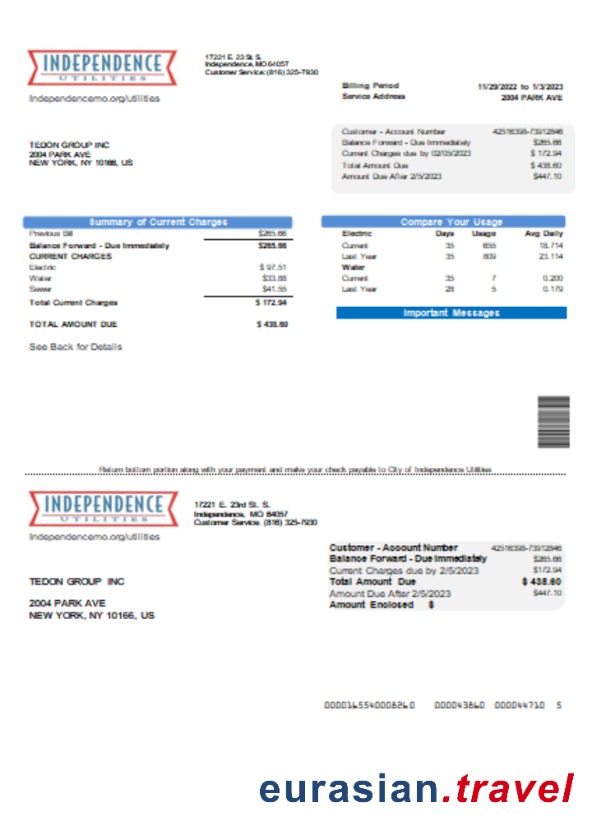 INDEPENDENCE
UTILITIES
Independencemo.org/utilities
17221 E. 23 St S.
Independence, MO 64057
Customer Service: (816) 325-7930
Billing Period 11/29/2022 to 1/3/2023
Service Address 2004 PARK AVE
TEDON GROUP INC
2004 PARK AVE
NEW YORK, NY 10166, US
Customer - Account Number 42516398-73912846
Balance Forward - Due Immediately $265.66
Current Charges due by 02/05/2023 $ 172.94
Total Amount Due $ 438.60
Amount Due After 2/5/2023 $447.10
Summary of Current Charges
Previous Bill $265.66
Balance Forward - Due Immediately $265.66
CURRENT CHARGES
Electric $ 97.51
Water $33.88
Sewer $41.55
Total Current Charges $ 172.94
TOTAL AMOUNT DUE $ 438.60
See Back for Details
Compare Your Usage
Electric Days Usage Avg Daily
Current 35 655 18.714
Last Year 35 809 23.114
Water
Current 35 7 0.200
Last Year 28 5 0.179
Important Messages
Return bottom portion along with your payment and make your check payable to City of Independence Utilities
INDEPENDENCE
UTILITIES
Independencemo.org/utilities
17221 E. 23rd St. S.
Independence, MO 64057
Customer Service: (816) 325-7930
TEDON GROUP INC
2004 PARK AVE
NEW YORK, NY 10166, US
Customer - Account Number 42516398-73912846
Balance Forward - Due Immediately $265.66
Current Charges due by 2/5/2023 $172.94
Total Amount Due $ 438.60
Amount Due After 2/5/2023 $447.10
Amount Enclosed $
0000165540008260 000043860 000044710 5
eurasian.travel